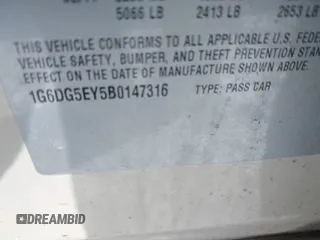 5066 LB 2413 LB 2653 LB
THIS VEHICLE CONFORMS TO ALL APPLICABLE U.S. FEDE
VEHICLE SAFETY, BUMPER, AND THEFT PREVENTION STAN
EFFECT ON THE DATE OF MANUFACTURE SHOWN ABOVE.
1G6DG5EY5B0147316 TYPE: PASS CAR
DREAMBID